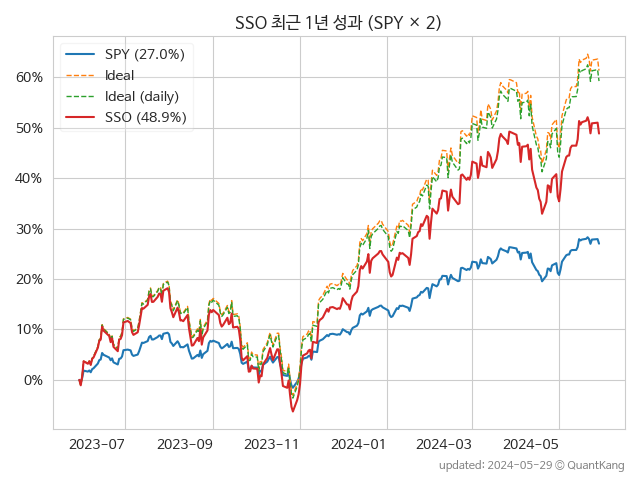 SSO 최근 1년 성과 (SPY × 2)
SPY (27.0%)
Ideal
Ideal (daily)
SSO (48.9%)
60%
50%
40%
30%
20%
10%
0%
2023-07 2023-09 2023-11 2024-01 2024-03 2024-05
updated: 2024-05-29 © QuantKang